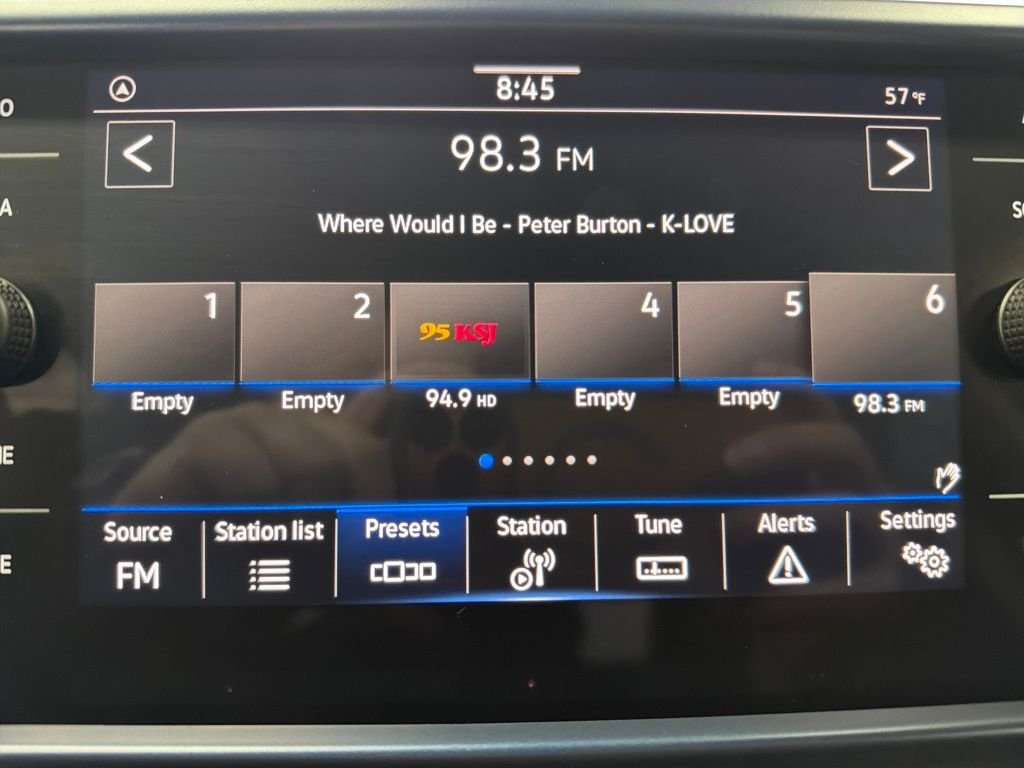 8:45
57 °F
98.3 FM
Where Would I Be - Peter Burton - K-LOVE
1
2
95 KSJ
4
5
6
Empty
Empty
94.9 HD
Empty
Empty
98.3 FM
Source
Station list
Presets
Station
Tune
Alerts
Settings
FM